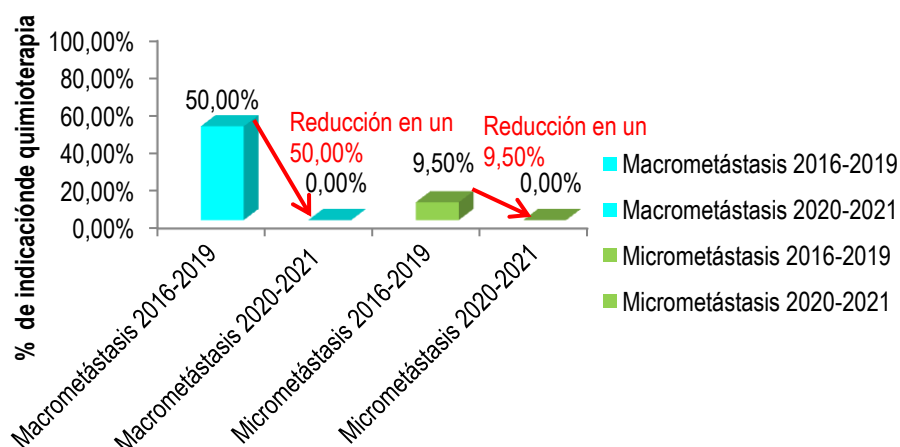 % de indicaciónde quimioterapia
100,00%
80,00%
60,00%
40,00%
20,00%
0,00%
50,00%
Reducción en un
50,00%
0,00%
9,50%
Reducción en un
9,50%
0,00%
Macrometástasis 2016-2019
Macrometástasis 2020-2021
Micrometástasis 2016-2019
Micrometástasis 2020-2021
Macrometástasis 2016-2019
Macrometástasis 2020-2021
Micrometástasis 2016-2019
Micrometástasis 2020-2021